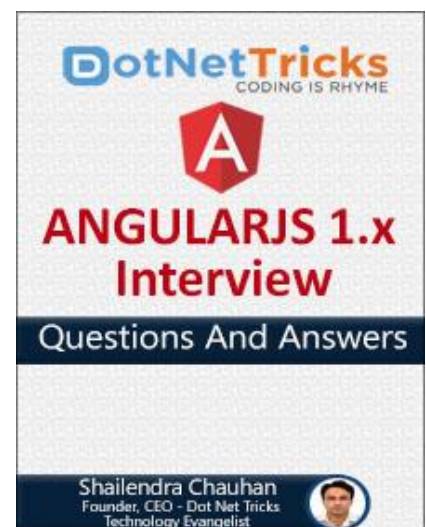 DotNetTricks
CODING IS RHYME
A
ANGULARJS 1.x
Interview
Questions And Answers
Shailendra Chauhan
Founder, CEO - Dot Net Tricks
Technology Evangelist